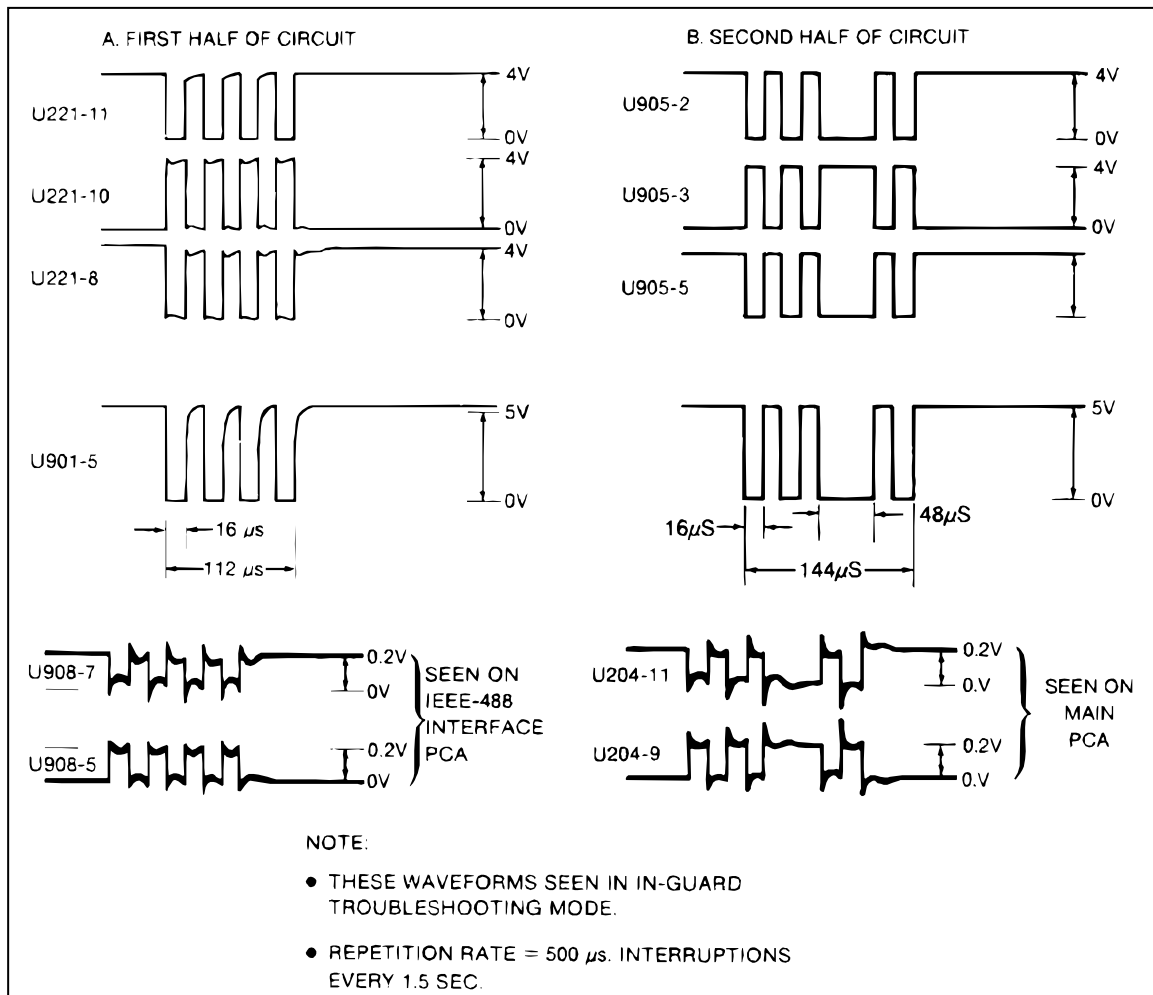 A. FIRST HALF OF CIRCUIT
U221-11
4V
0V
U221-10
4V
0V
U221-8
4V
0V
U901-5
5V
0V
16 µs
112 µs
U908-7
0.2V
0V
U908-5
0.2V
0V
SEEN ON
IEEE-488
INTERFACE
PCA
B. SECOND HALF OF CIRCUIT
U905-2
4V
0V
U905-3
4V
0V
U905-5
5V
0V
16µS
48µS
144µS
U204-11
0.2V
0.V
U204-9
0.2V
0.V
SEEN ON
MAIN
PCA
NOTE:
● THESE WAVEFORMS SEEN IN IN-GUARD
TROUBLESHOOTING MODE.
● REPETITION RATE = 500 µs. INTERRUPTIONS
EVERY 1.5 SEC.